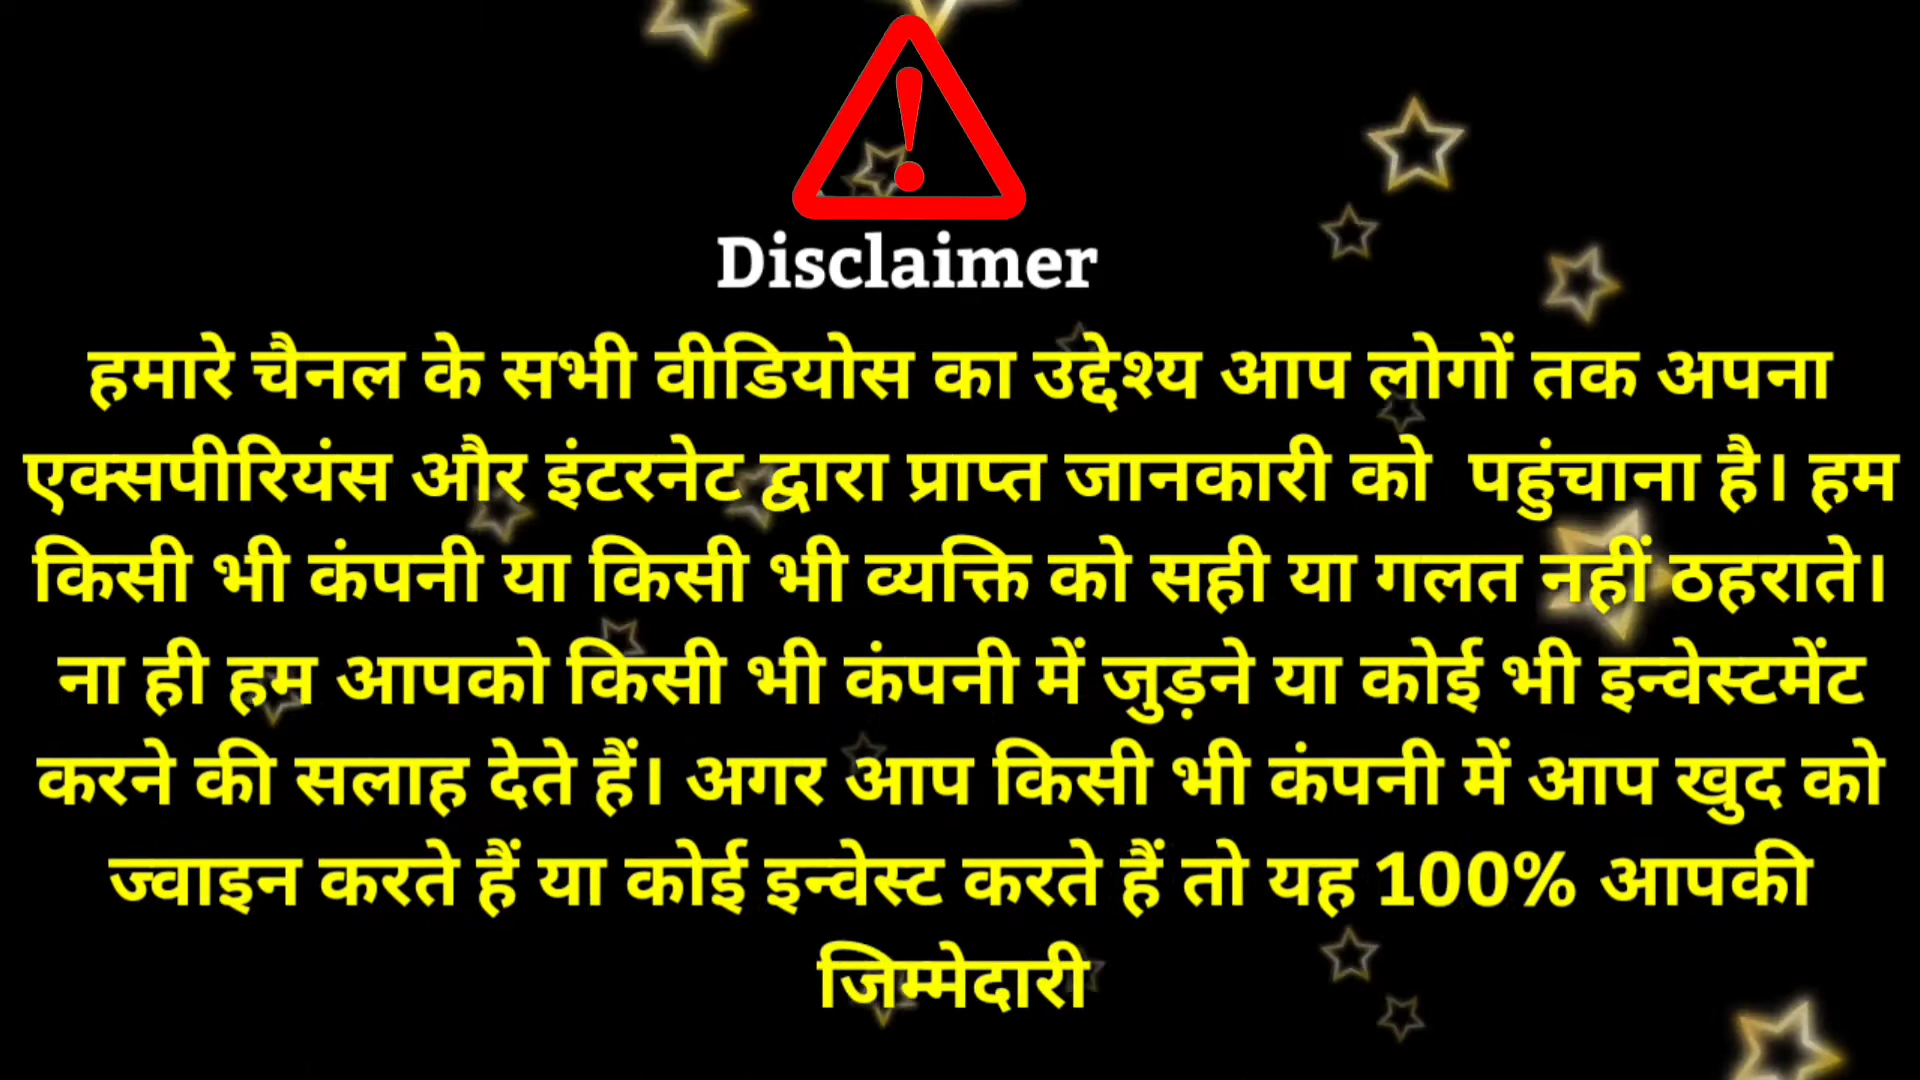 Disclaimer
हमारे चैनल के सभी वीडियोस का उद्देश्य आप लोगों तक अपना
एक्सपीरियंस और इंटरनेट द्वारा प्राप्त जानकारी को पहुंचाना है। हम
किसी भी कंपनी या किसी भी व्यक्ति को सही या गलत नहीं ठहराते।
ना ही हम आपको किसी भी कंपनी में जुड़ने या कोई भी इन्वेस्टमेंट
करने की सलाह देते हैं। अगर आप किसी भी कंपनी में आप खुद को
ज्वाइन करते हैं या कोई इन्वेस्ट करते हैं तो यह 100% आपकी
जिम्मेदारी